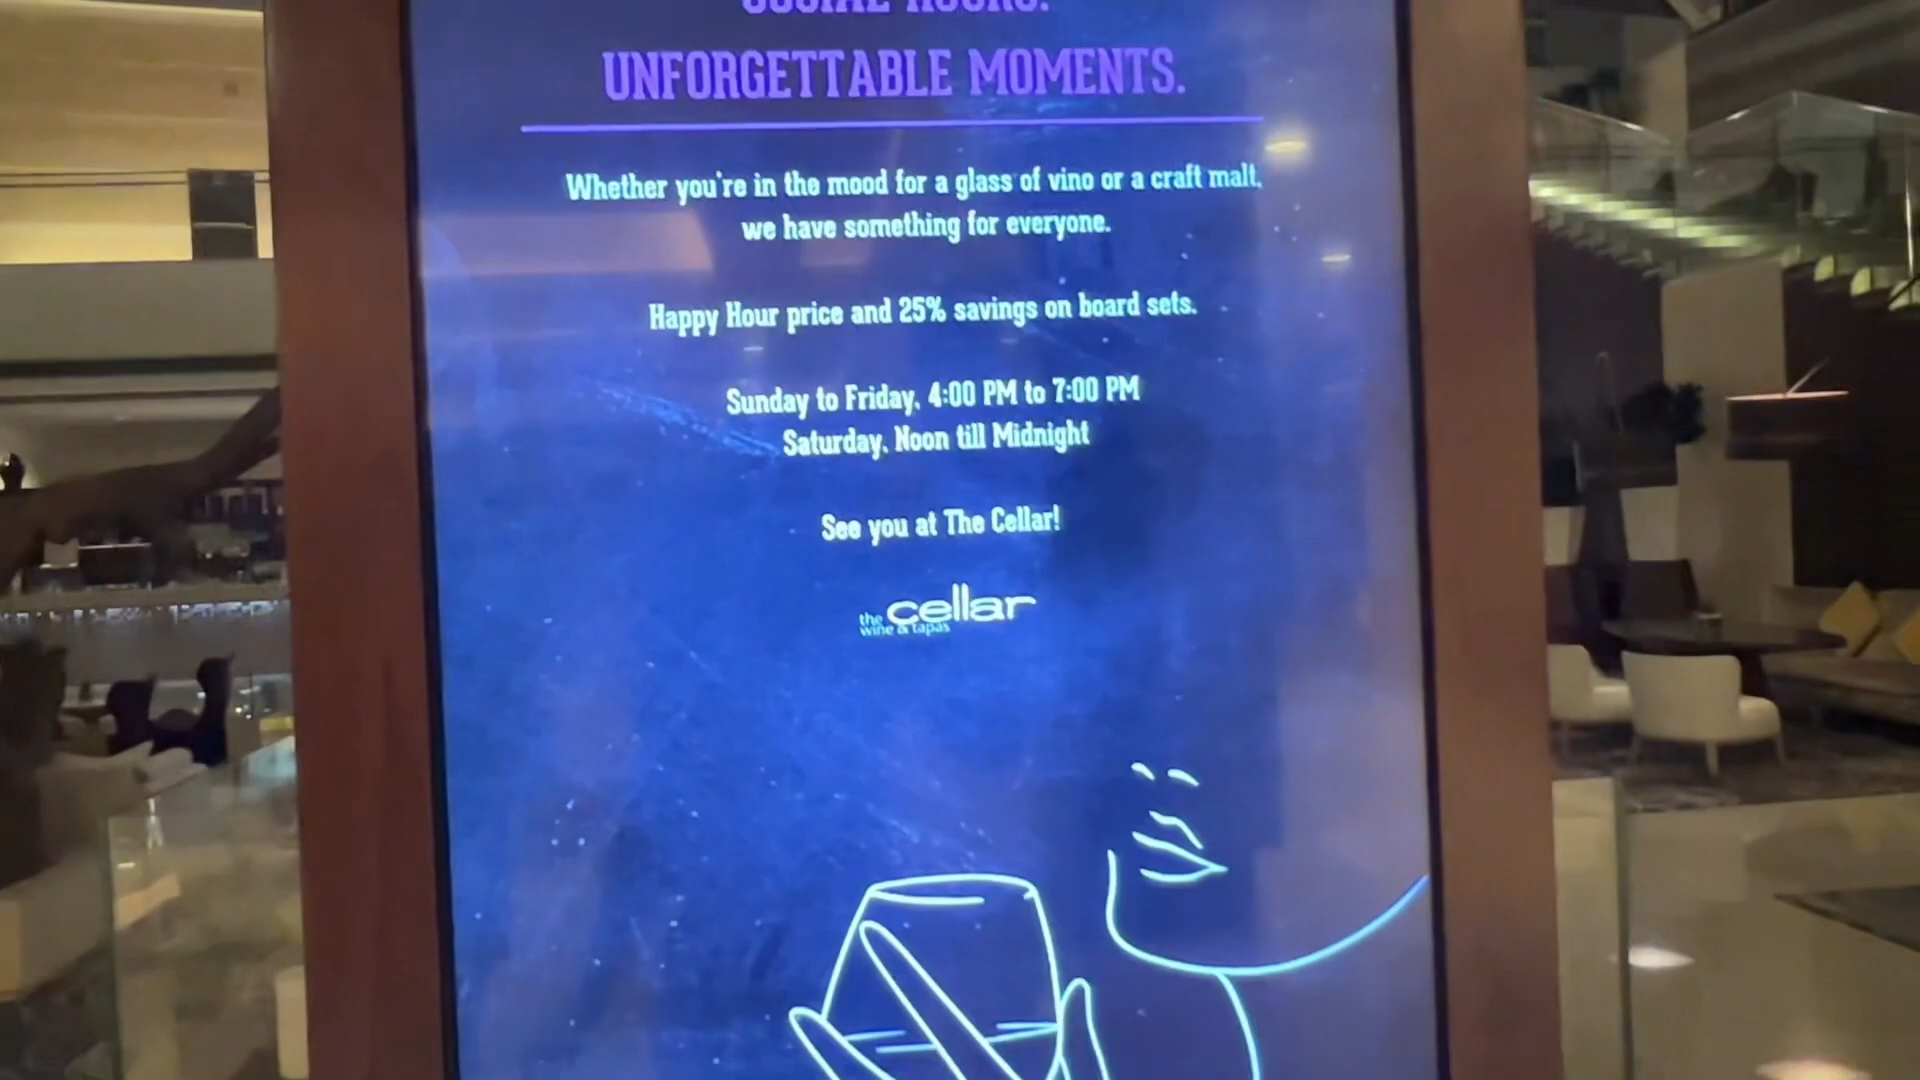 SOCIAL HOURS.
UNFORGETTABLE MOMENTS.
Whether you're in the mood for a glass of vino or a craft malt,
we have something for everyone.
Happy Hour price and 25% savings on board sets.
Sunday to Friday, 4:00 PM to 7:00 PM
Saturday, Noon till Midnight
See you at The Cellar!
the cellar
wine & tapas